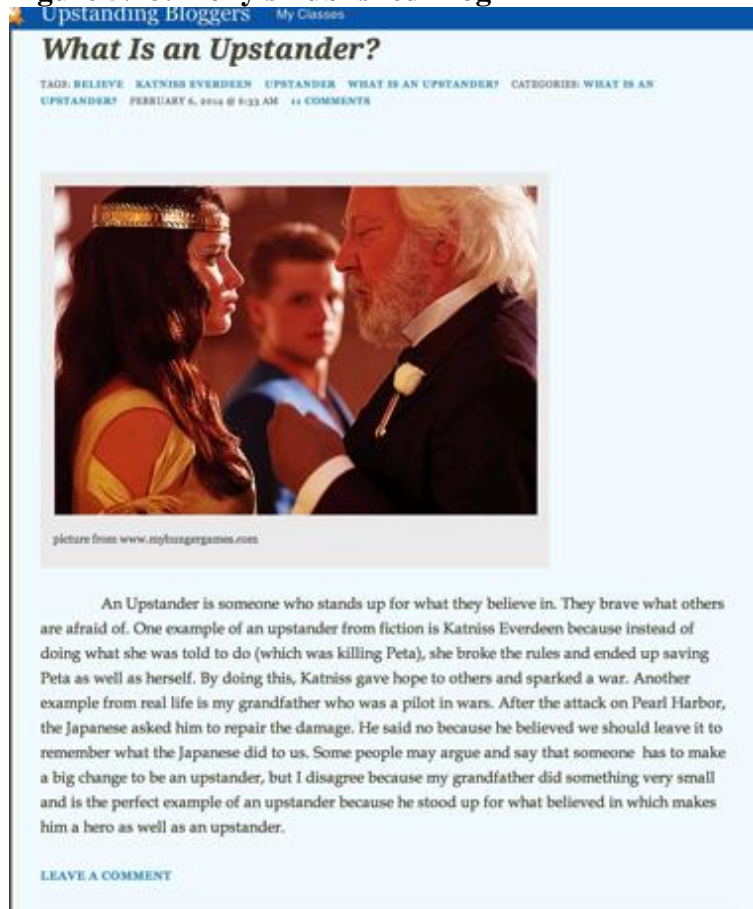 Upstanding Bloggers My Classes
What Is an Upstander?
TAGS: BELIEVE KATNISS EVERDEEN UPSTANDER WHAT IS AN UPSTANDER? CATEGORIES: WHAT IS AN
UPSTANDER? FEBRUARY 6, 2014 @ 6:33 AM 11 COMMENTS
picture from www.myhungergames.com
An Upstander is someone who stands up for what they believe in. They brave what others
are afraid of. One example of an upstander from fiction is Katniss Everdeen because instead of
doing what she was told to do (which was killing Peta), she broke the rules and ended up saving
Peta as well as herself. By doing this, Katniss gave hope to others and sparked a war. Another
example from real life is my grandfather who was a pilot in wars. After the attack on Pearl Harbor,
the Japanese asked him to repair the damage. He said no because he believed we should leave it to
remember what the Japanese did to us. Some people may argue and say that someone has to make
a big change to be an upstander, but I disagree because my grandfather did something very small
and is the perfect example of an upstander because he stood up for what believed in which makes
him a hero as well as an upstander.
LEAVE A COMMENT